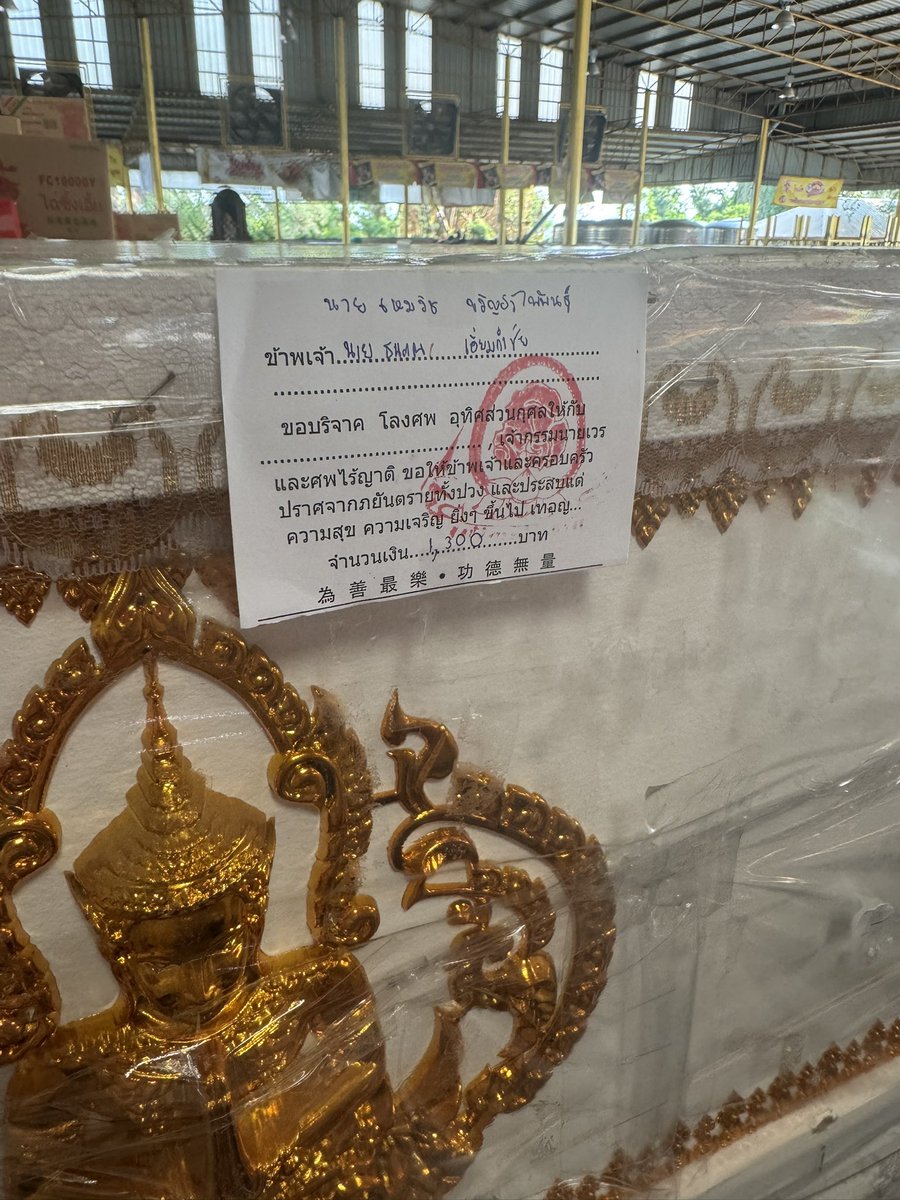 FC10000Y
นาย
ข้าพเจ้า....นาย
ขอบริจาค โลงศพ อุทิศส่วนกุศลให้กับ
, เจ้ากรรมนายเวร
และศพไร้ญาติ ขอให้ข้าพเจ้าและครอบครัว
ปราศจากภยันตรายทั้งปวง และประสบแด่
ความสุข ความเจริญ ยิ่งๆ ขึ้นไป เทอญ...
จำนวนเงิน....1,300......บาท
為善最樂•功德無量